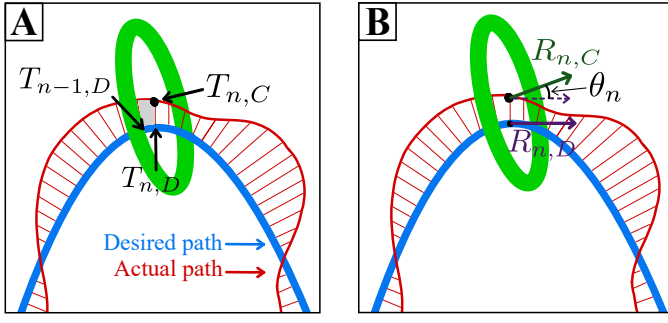 A
T_{n-1,D}
T_{n,C}
T_{n,D}
Desired path
Actual path
B
R_{n,C}
θ_n
R_{n,D}